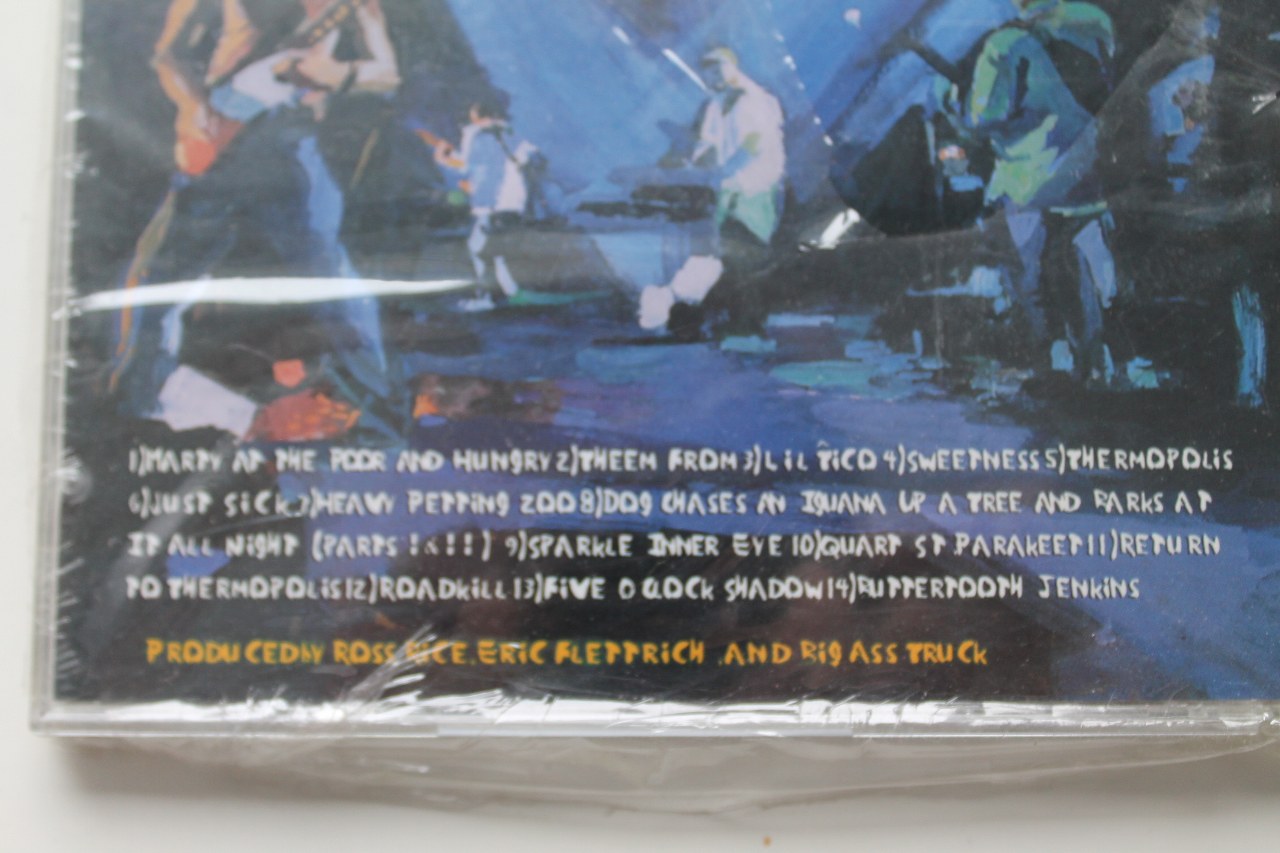 1)MARTY AT THE POOR AND HUNGRY 2)THEEM FROM 3)LIL TICO 4)SWEETNESS 5)THERMOPOLIS
6)JUST SICK 7)HEAVY PETTING ZOO 8)DOG CHASES AN IGUANA UP A TREE AND BARKS AT
IT ALL NIGHT (PARTS ! & !!) 9)SPARKLE INNER EYE 10)QUART ST PARAKEET 11)RETURN
TO THERMOPOLIS 12)ROADKILL 13)FIVE O CLOCK SHADOW 14)BUTTERTOOTH JENKINS
PRODUCED BY ROSS RICE, ERIC FLETTRICH AND BIG ASS TRUCK